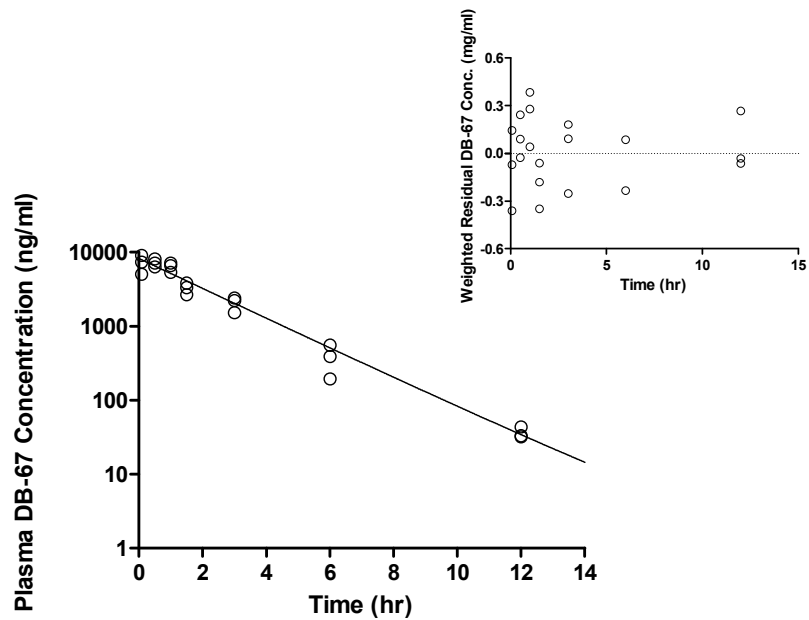 Weighted Residual DB-67 Conc. (mg/ml)
0.6
0.3
0.0
-0.3
-0.6
0 5 10 15
Time (hr)
Plasma DB-67 Concentration (ng/ml)
10000
1000
100
10
1
0 2 4 6 8 10 12 14
Time (hr)